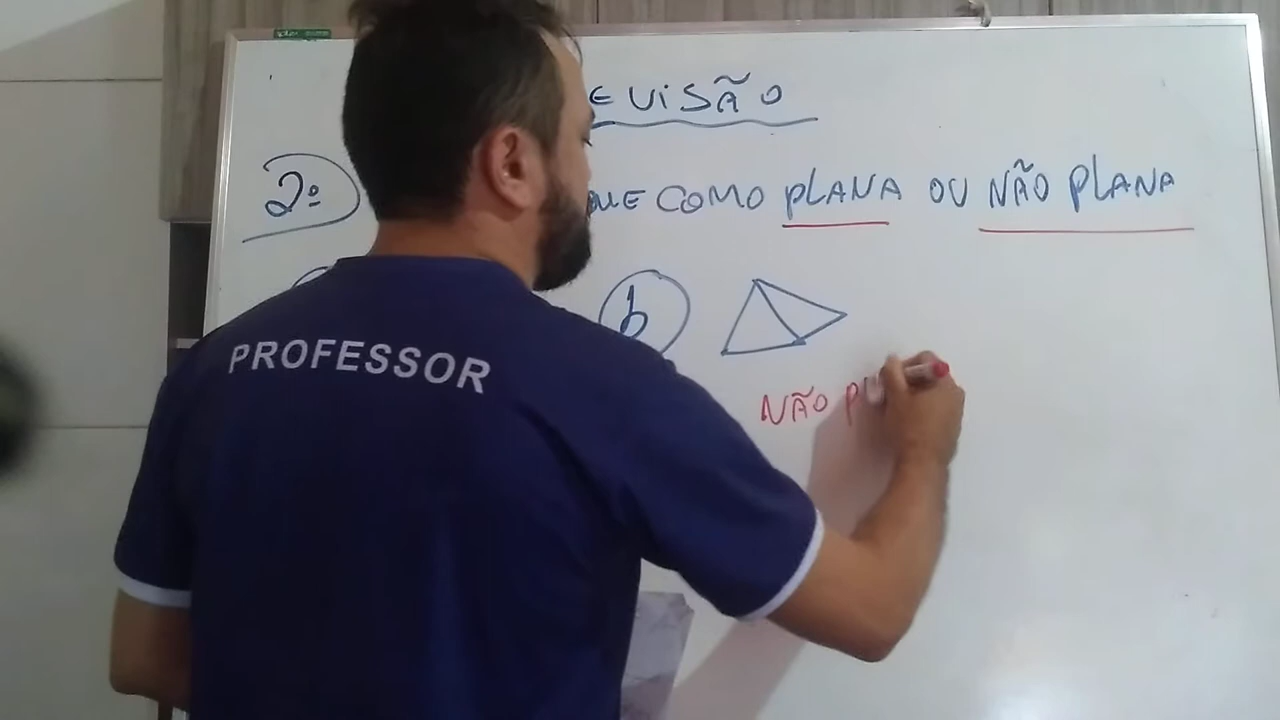 EVISÃO
2º
UE COMO PLANA OU NÃO PLANA
b
PROFESSOR
NÃO P